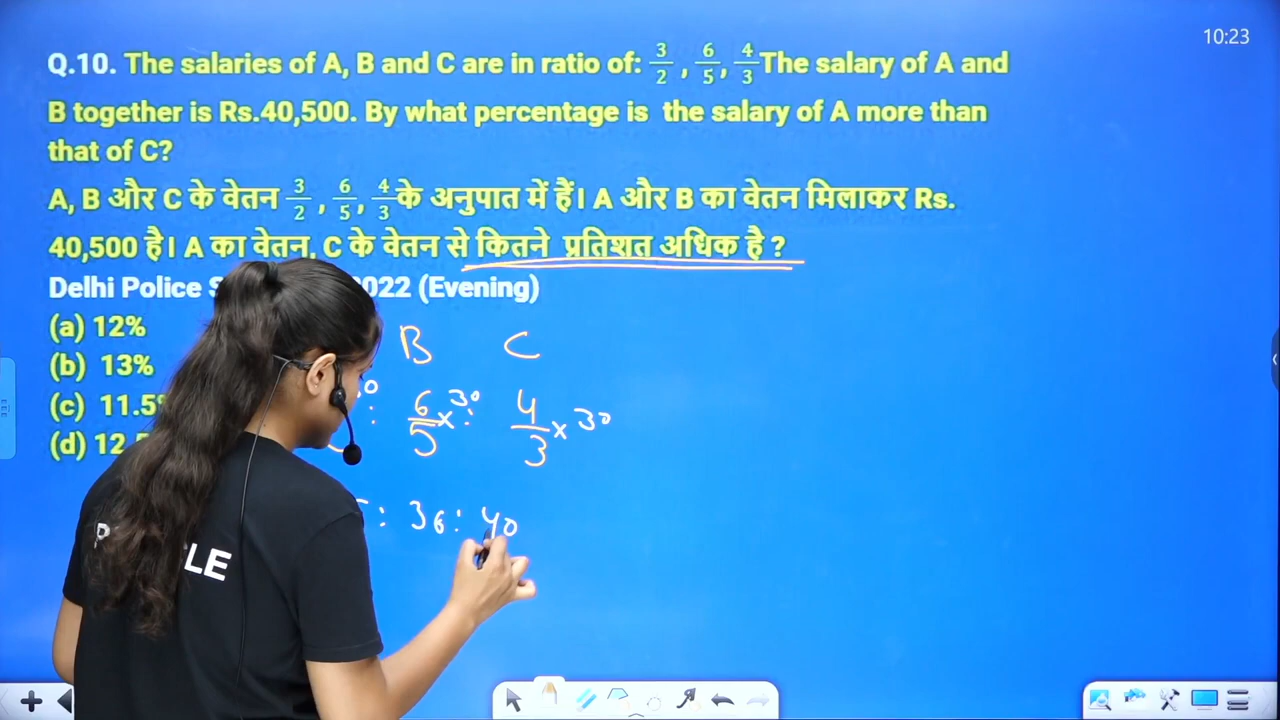 10:23
Q.10. The salaries of A, B and C are in ratio of: 3/2 , 6/5, 4/3 The salary of A and
B together is Rs.40,500. By what percentage is the salary of A more than
that of C?
A, B और C के वेतन 3/2 , 6/5, 4/3 के अनुपात में हैं। A और B का वेतन मिलाकर Rs.
40,500 है। A का वेतन, C के वेतन से कितने प्रतिशत अधिक है ?
Delhi Police 2022 (Evening)
(a) 12%
(b) 13%
(c) 11.5
(d) 12
B C
: 6/5 × 30 : 4/3 × 30
: 36 : 40
LE